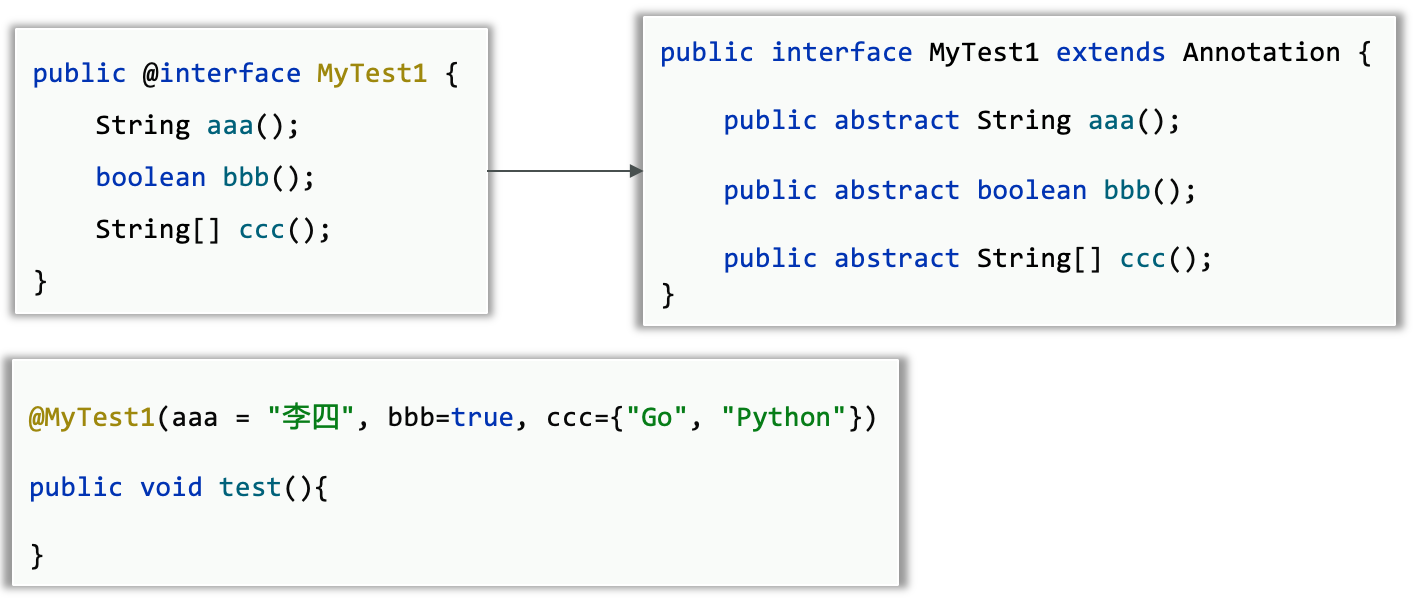 public @interface MyTest1 {
    String aaa();
    boolean bbb();
    String[] ccc();
}
public interface MyTest1 extends Annotation {
    public abstract String aaa();
    public abstract boolean bbb();
    public abstract String[] ccc();
}
@MyTest1(aaa = "李四", bbb=true, ccc={"Go", "Python"})
public void test(){
}